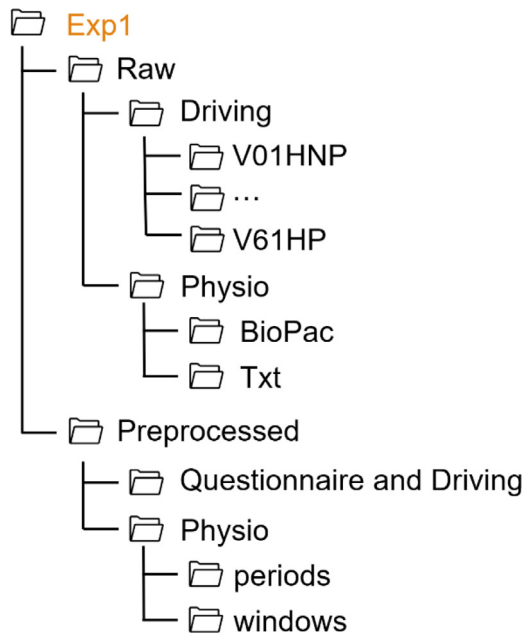 Exp1
Raw
Driving
V01HNP
...
V61HP
Physio
BioPac
Txt
Preprocessed
Questionnaire and Driving
Physio
periods
windows